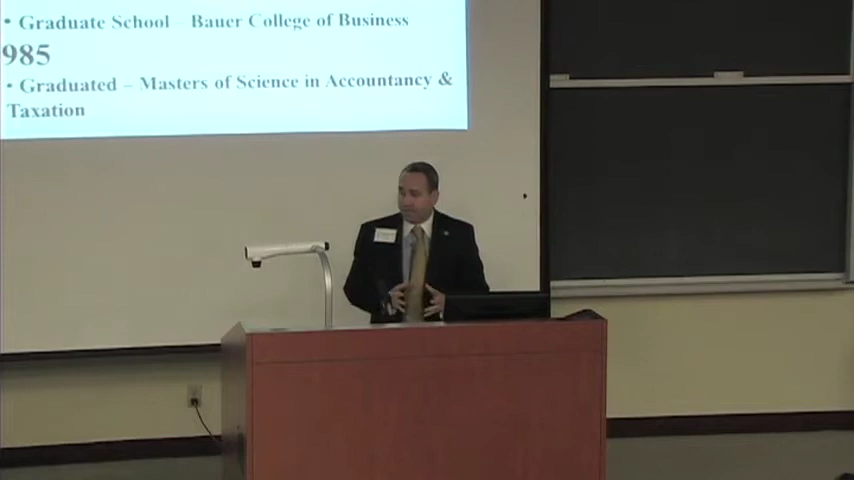 • Graduate School – Bauer College of Business
985
• Graduated – Masters of Science in Accountancy &
Taxation